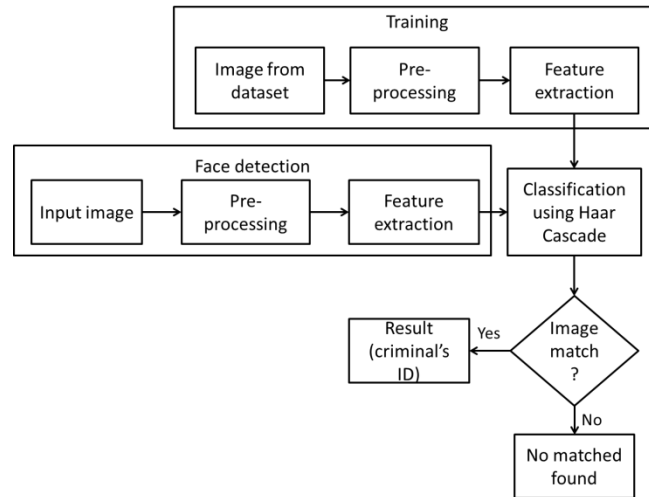 Training
Image from
dataset
Pre-
processing
Feature
extraction
Face detection
Input image
Pre-
processing
Feature
extraction
Classification
using Haar
Cascade
Image
match
?
Yes
Result
(criminal's
ID)
No
No matched
found